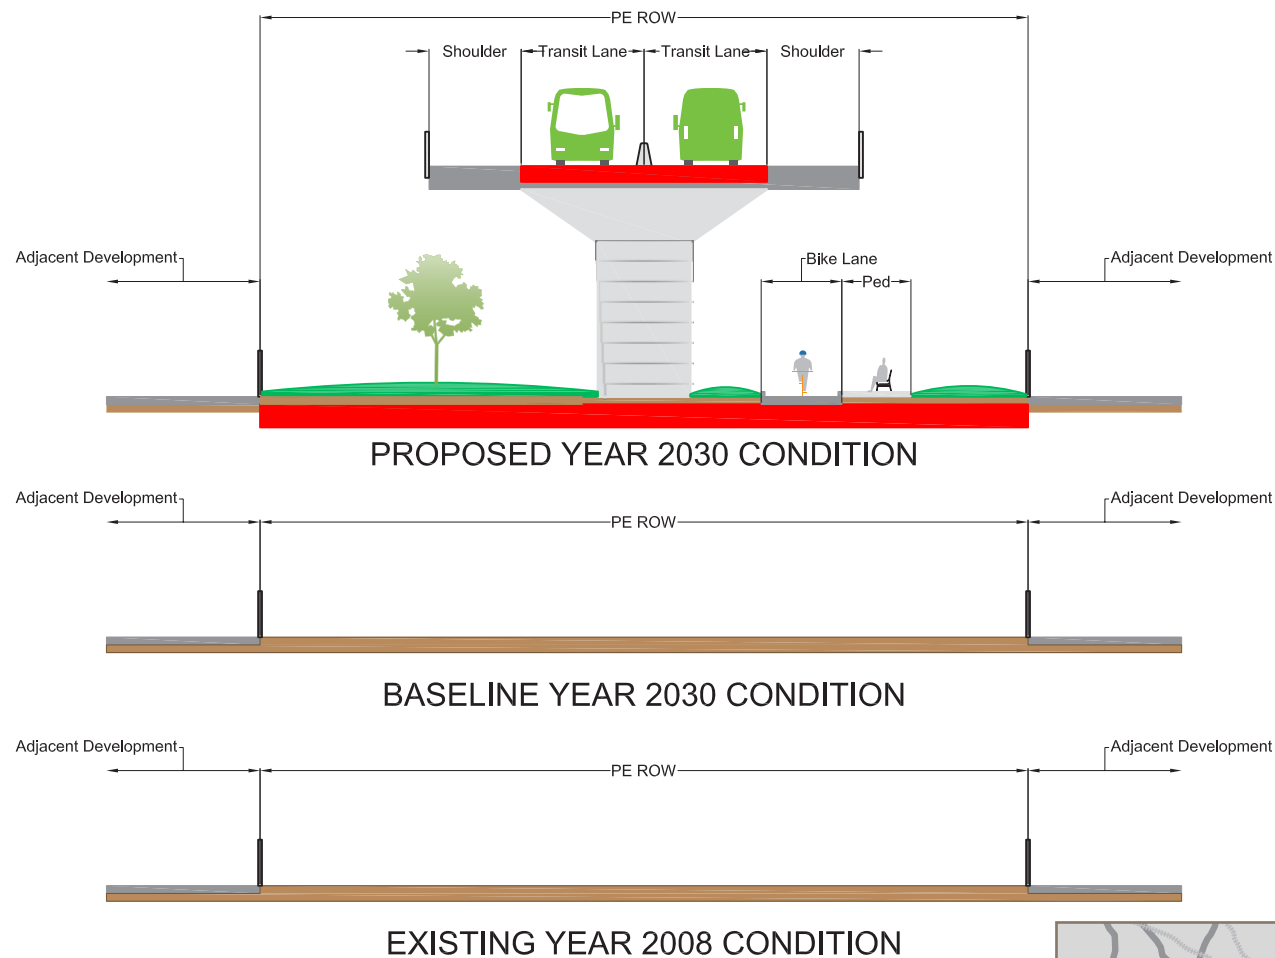 PE ROW
Shoulder Transit Lane Transit Lane Shoulder
Adjacent Development Bike Lane Adjacent Development
Ped
PROPOSED YEAR 2030 CONDITION
Adjacent Development Adjacent Development
PE ROW
BASELINE YEAR 2030 CONDITION
Adjacent Development Adjacent Development
PE ROW
EXISTING YEAR 2008 CONDITION